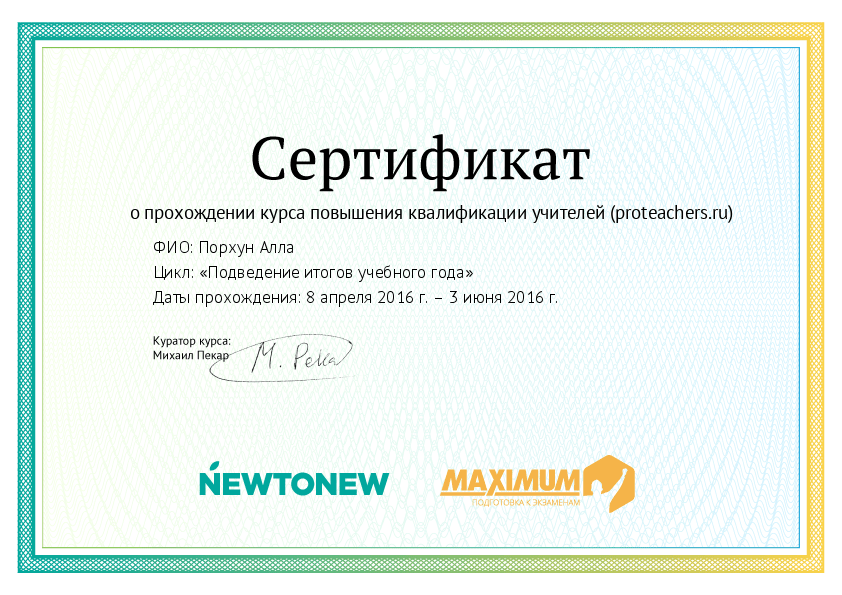 Сертификат
о прохождении курса повышения квалификации учителей (proteachers.ru)
ФИО: Порхун Алла
Цикл: «Подведение итогов учебного года»
Даты прохождения: 8 апреля 2016 г. – 3 июня 2016 г.
Куратор курса:
Михаил Пекар
M. Peka
NEWTONEW
MAXIMUM
ПОДГОТОВКА К ЭКЗАМЕНАМ